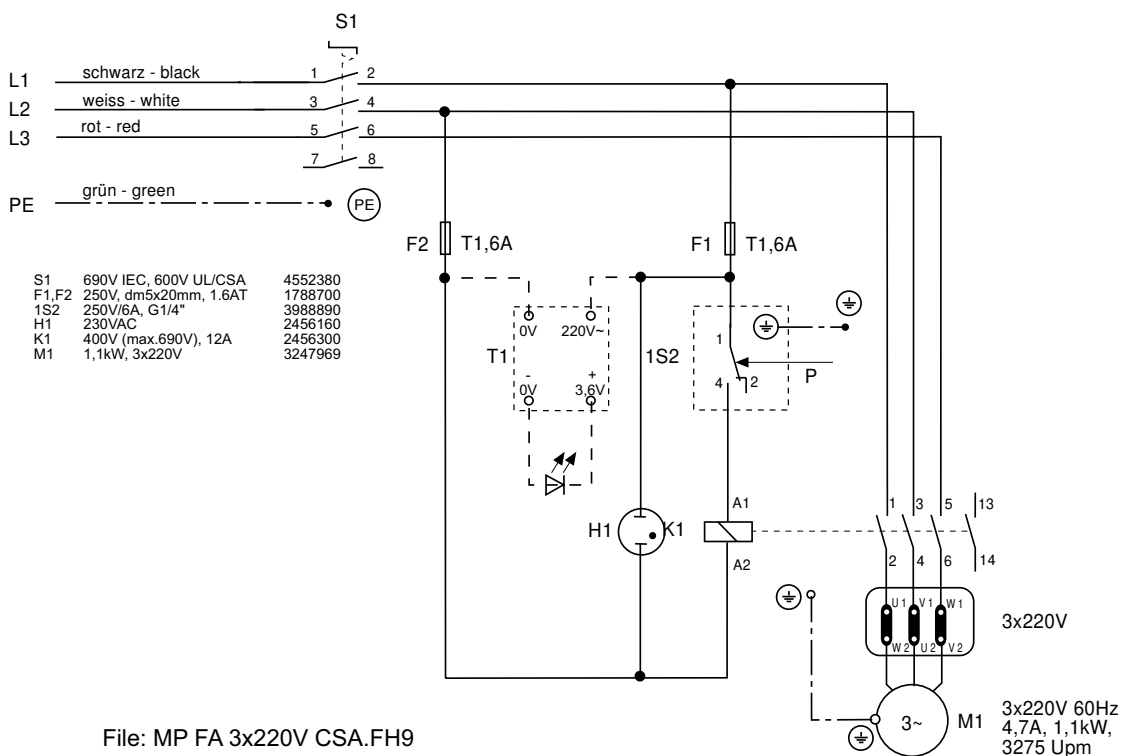 S1
L1 schwarz - black 1 2
L2 weiss - white 3 4
L3 rot - red 5 6
7 8
PE grün - green PE
F2 T1,6A F1 T1,6A
S1 690V IEC, 600V UL/CSA 4552380
F1,F2 250V, dm5x20mm, 1.6AT 1788700
1S2 250V/6A, G1/4" 3988890
H1 230VAC 2456160
K1 400V (max.690V), 12A 2456300
M1 1,1kW, 3x220V 3247969
0V 220V~
T1 1S2 1
4 2 P
- +
0V 3,6V
A1 1 3 5 13
H1 K1
A2 2 4 6 14
U1 V1 W1
3x220V
W2 U2 V2
3~ M1 3x220V 60Hz
4,7A, 1,1kW,
3275 Upm
File: MP FA 3x220V CSA.FH9